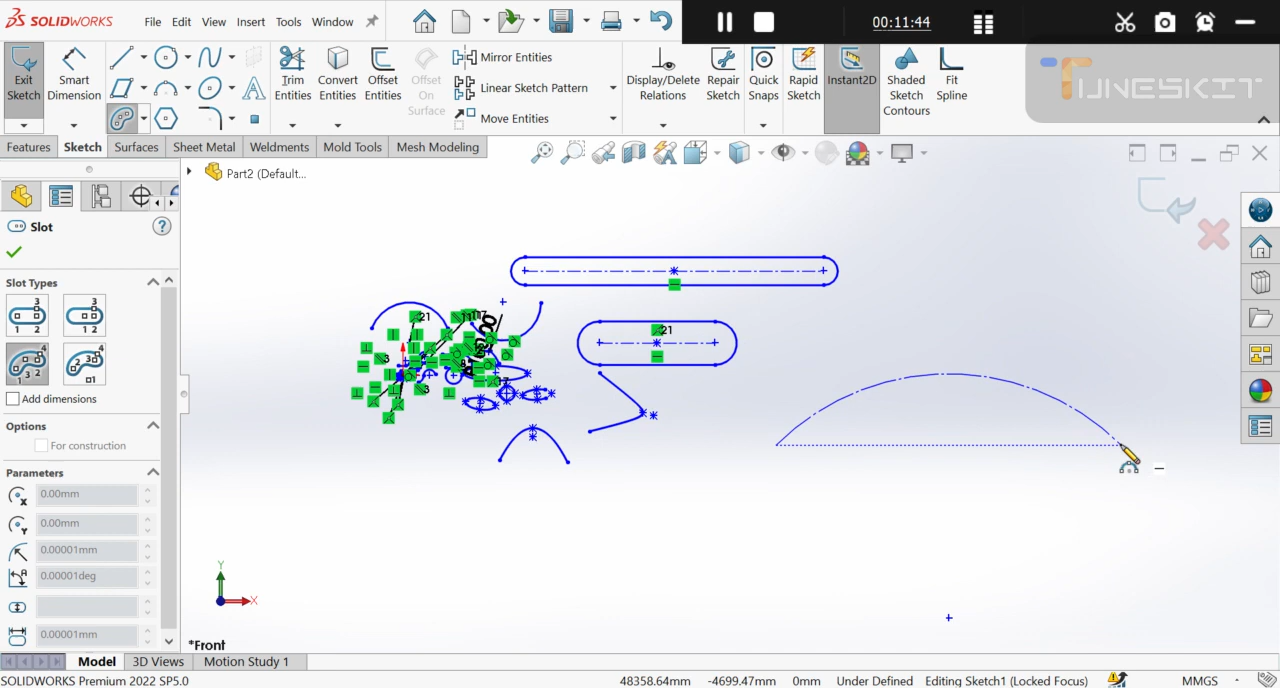 SOLIDWORKS File Edit View Insert Tools Window 00:11:44
Exit Sketch
Smart Dimension
Trim Entities
Convert Entities
Offset Entities
Offset On Surface
Mirror Entities
Linear Sketch Pattern
Move Entities
Display/Delete Relations
Repair Sketch
Quick Snaps
Rapid Sketch
Instant2D
Shaded Sketch Contours
Fit Spline
TUNESKIT
Features Sketch Surfaces Sheet Metal Weldments Mold Tools Mesh Modeling
Part2 (Default...
Slot
Slot Types
Add dimensions
Options
For construction
Parameters
0.00mm
0.00mm
0.00001mm
0.00001deg
0.00001mm
21
21
3
3
17
Y
X
*Front
Model 3D Views Motion Study 1
SOLIDWORKS Premium 2022 SP5.0 48358.64mm -4699.47mm 0mm Under Defined Editing Sketch1 (Locked Focus) MMGS